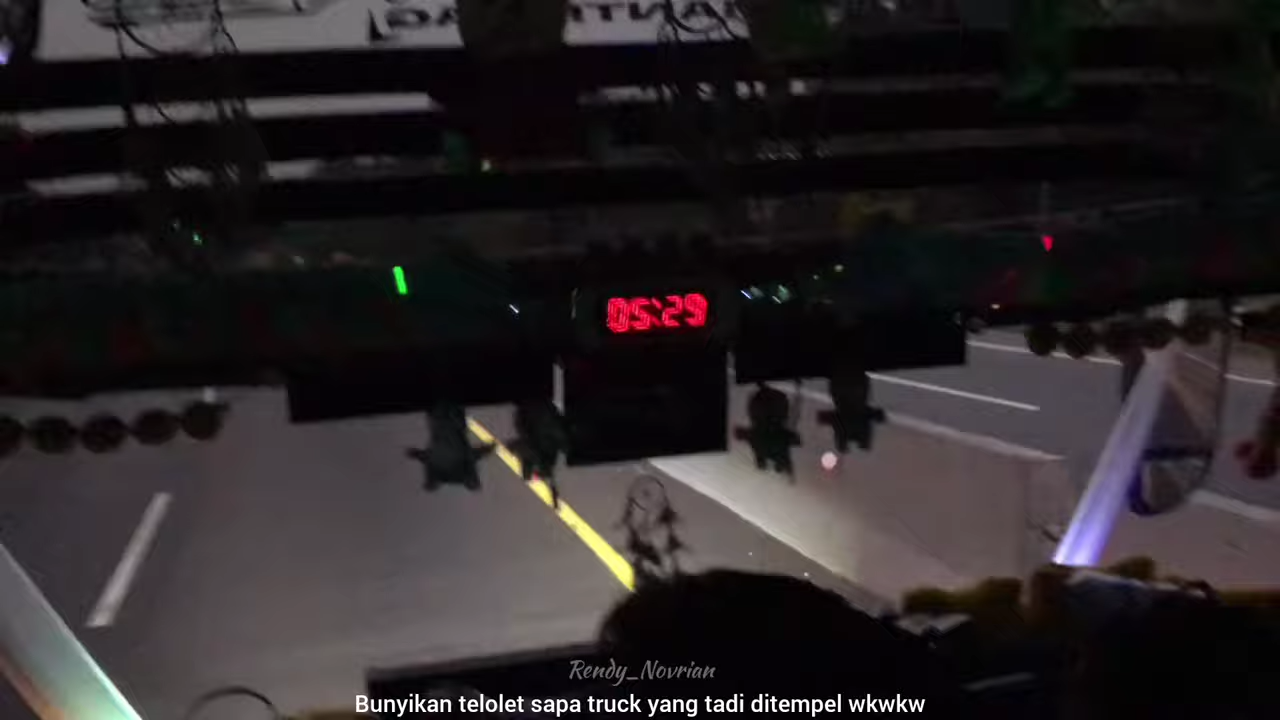 05:29
Rendy_Novrian
Bunyikan telolet sapa truck yang tadi ditempel wkwkw